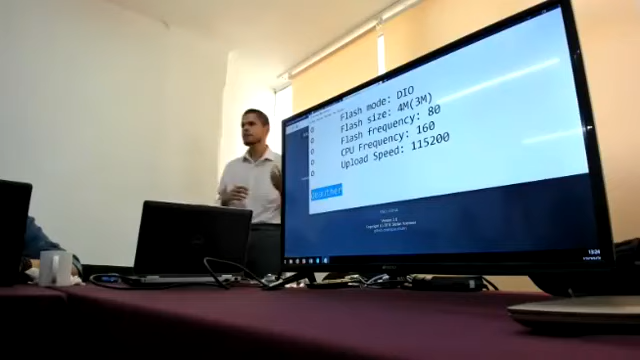 Flash mode: DIO
Flash size: 4M(3M)
Flash frequency: 80
CPU Frequency: 160
Upload Speed: 115200